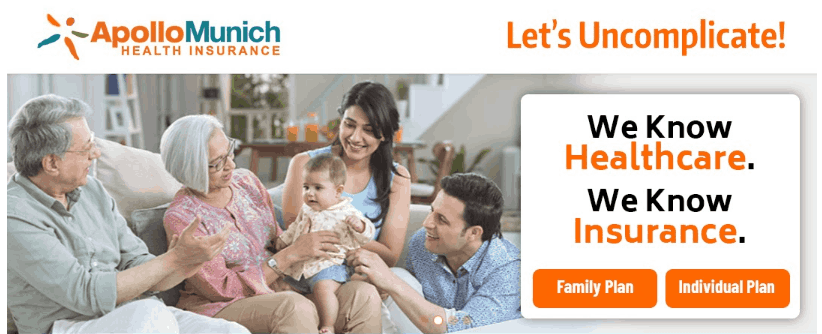 ApolloMunich
HEALTH INSURANCE
Let's Uncomplicate!
We Know
Healthcare.
We Know
Insurance.
Family Plan
Individual Plan